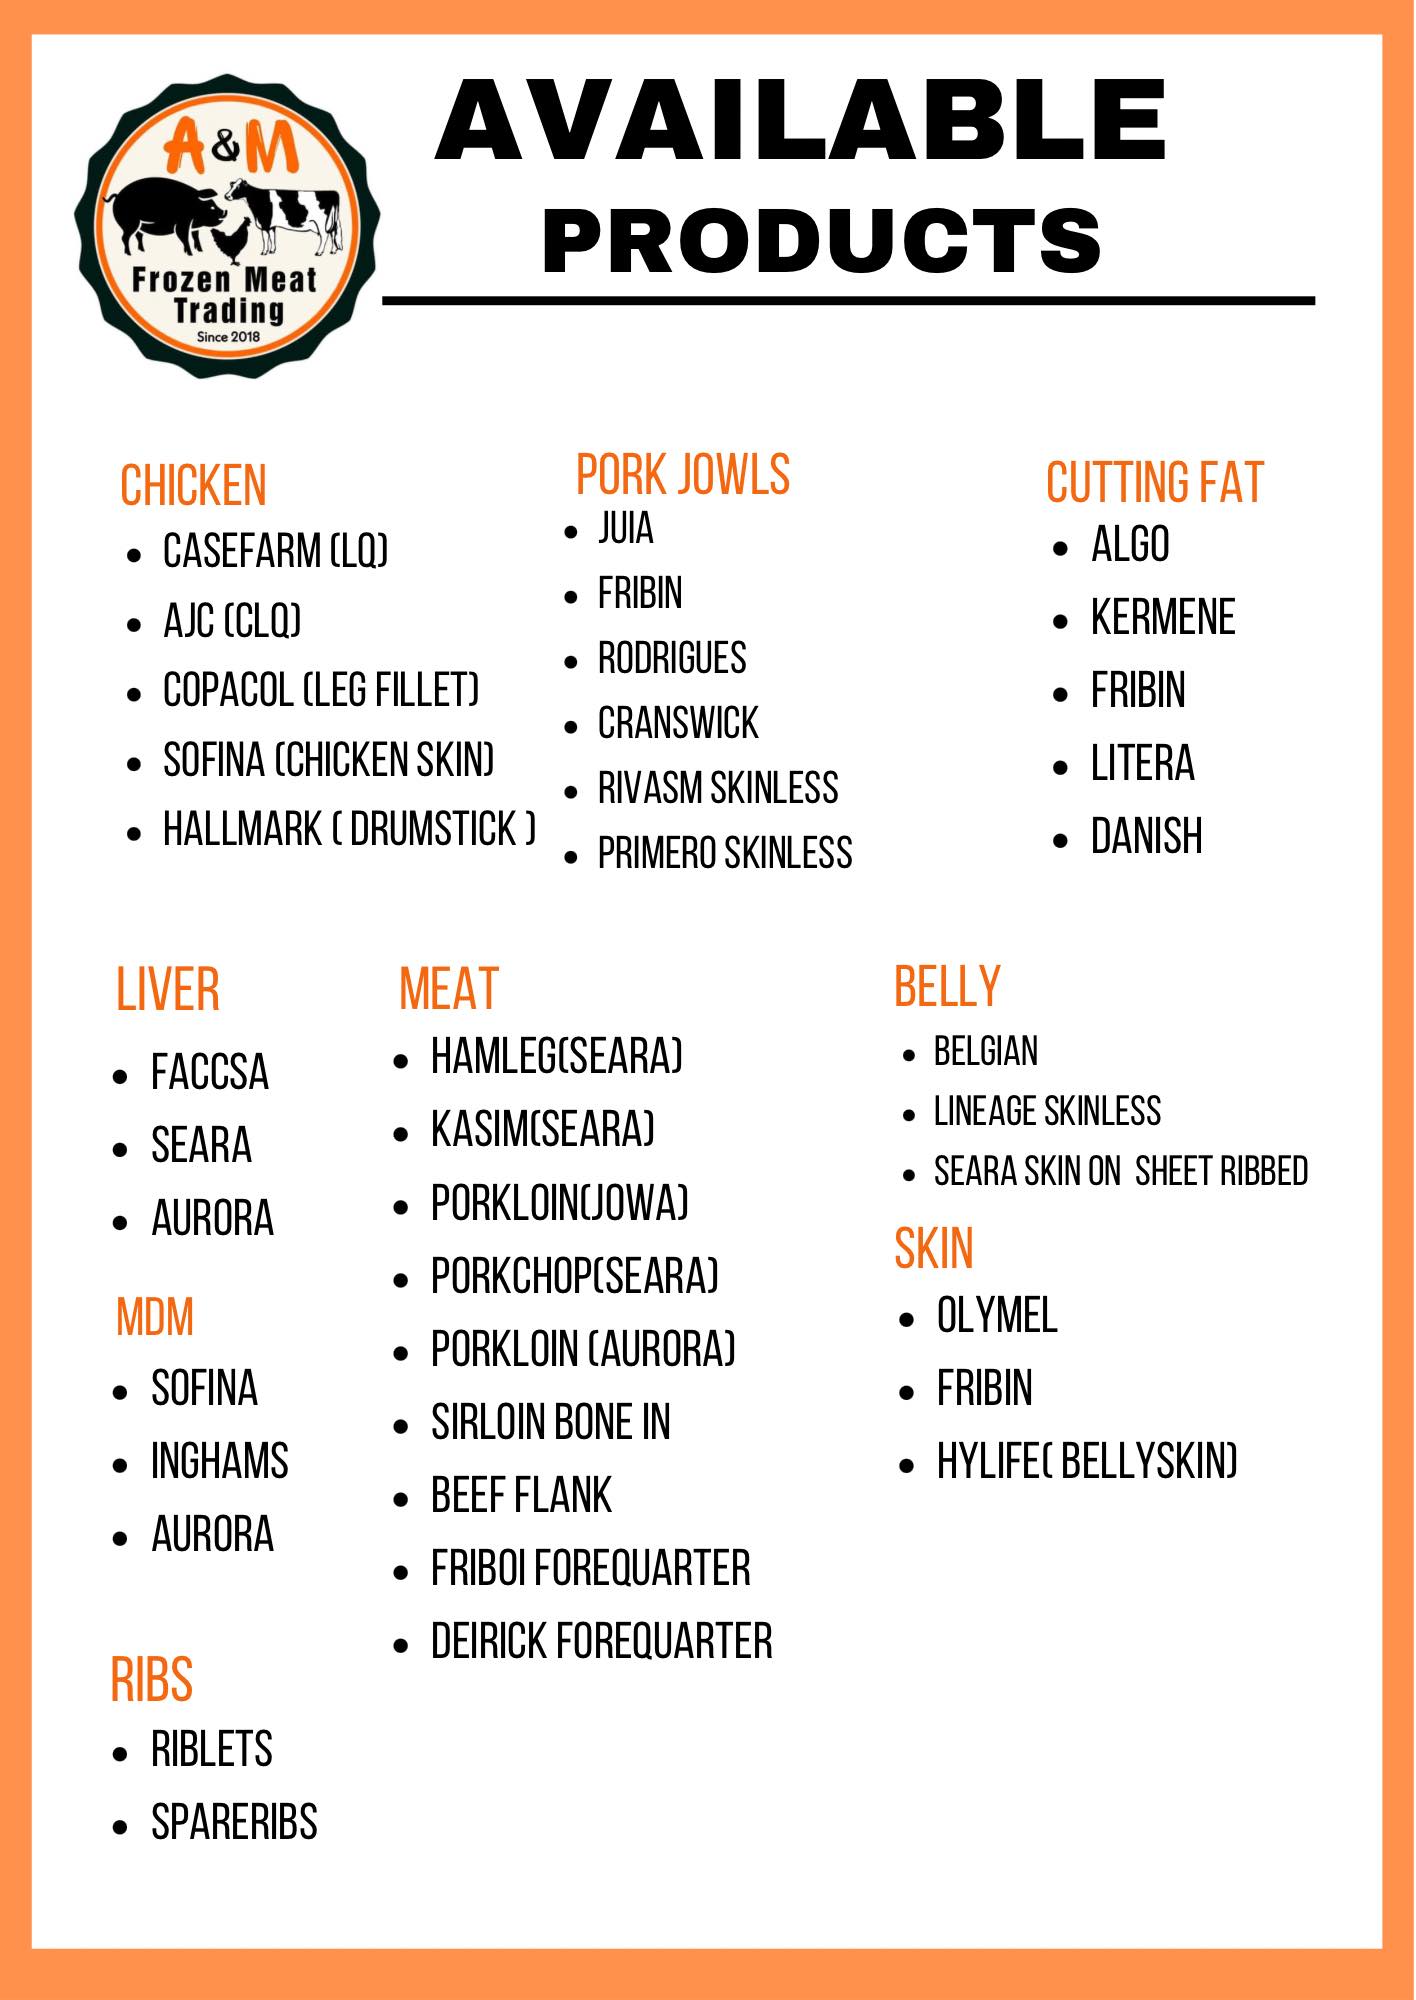 A&M
Frozen Meat
Trading
Since 2018
AVAILABLE
PRODUCTS
CHICKEN
• CASEFARM (LQ)
• AJC (CLQ)
• COPACOL (LEG FILLET)
• SOFINA (CHICKEN SKIN)
• HALLMARK ( DRUMSTICK )
PORK JOWLS
• JUIA
• FRIBIN
• RODRIGUES
• CRANSWICK
• RIVASM SKINLESS
• PRIMERO SKINLESS
CUTTING FAT
• ALGO
• KERMENE
• FRIBIN
• LITERA
• DANISH
LIVER
• FACCSA
• SEARA
• AURORA
MDM
• SOFINA
• INGHAMS
• AURORA
RIBS
• RIBLETS
• SPARERIBS
MEAT
• HAMLEG(SEARA)
• KASIM(SEARA)
• PORKLOIN(JOWA)
• PORKCHOP(SEARA)
• PORKLOIN (AURORA)
• SIRLOIN BONE IN
• BEEF FLANK
• FRIBOI FOREQUARTER
• DEIRICK FOREQUARTER
BELLY
• BELGIAN
• LINEAGE SKINLESS
• SEARA SKIN ON  SHEET RIBBED
SKIN
• OLYMEL
• FRIBIN
• HYLIFE( BELLYSKIN)